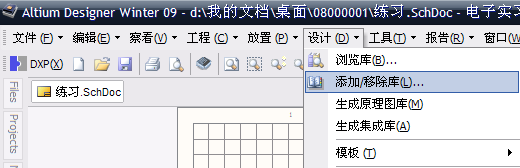 Altium Designer Winter 09 - d:\我的文档\桌面\08000001\练习.SchDoc - 电子实习
文件 (F) 编辑(E) 察看(V) 工程(C) 放置(P) 设计(D) 工具(T) 报告(R) 窗口(W
DXP(X)
浏览库(B)...
Files
练习.SchDoc
添加/移除库(L)...
生成原理图库(M)
1
Projects
生成集成库(A)
模板 (T)